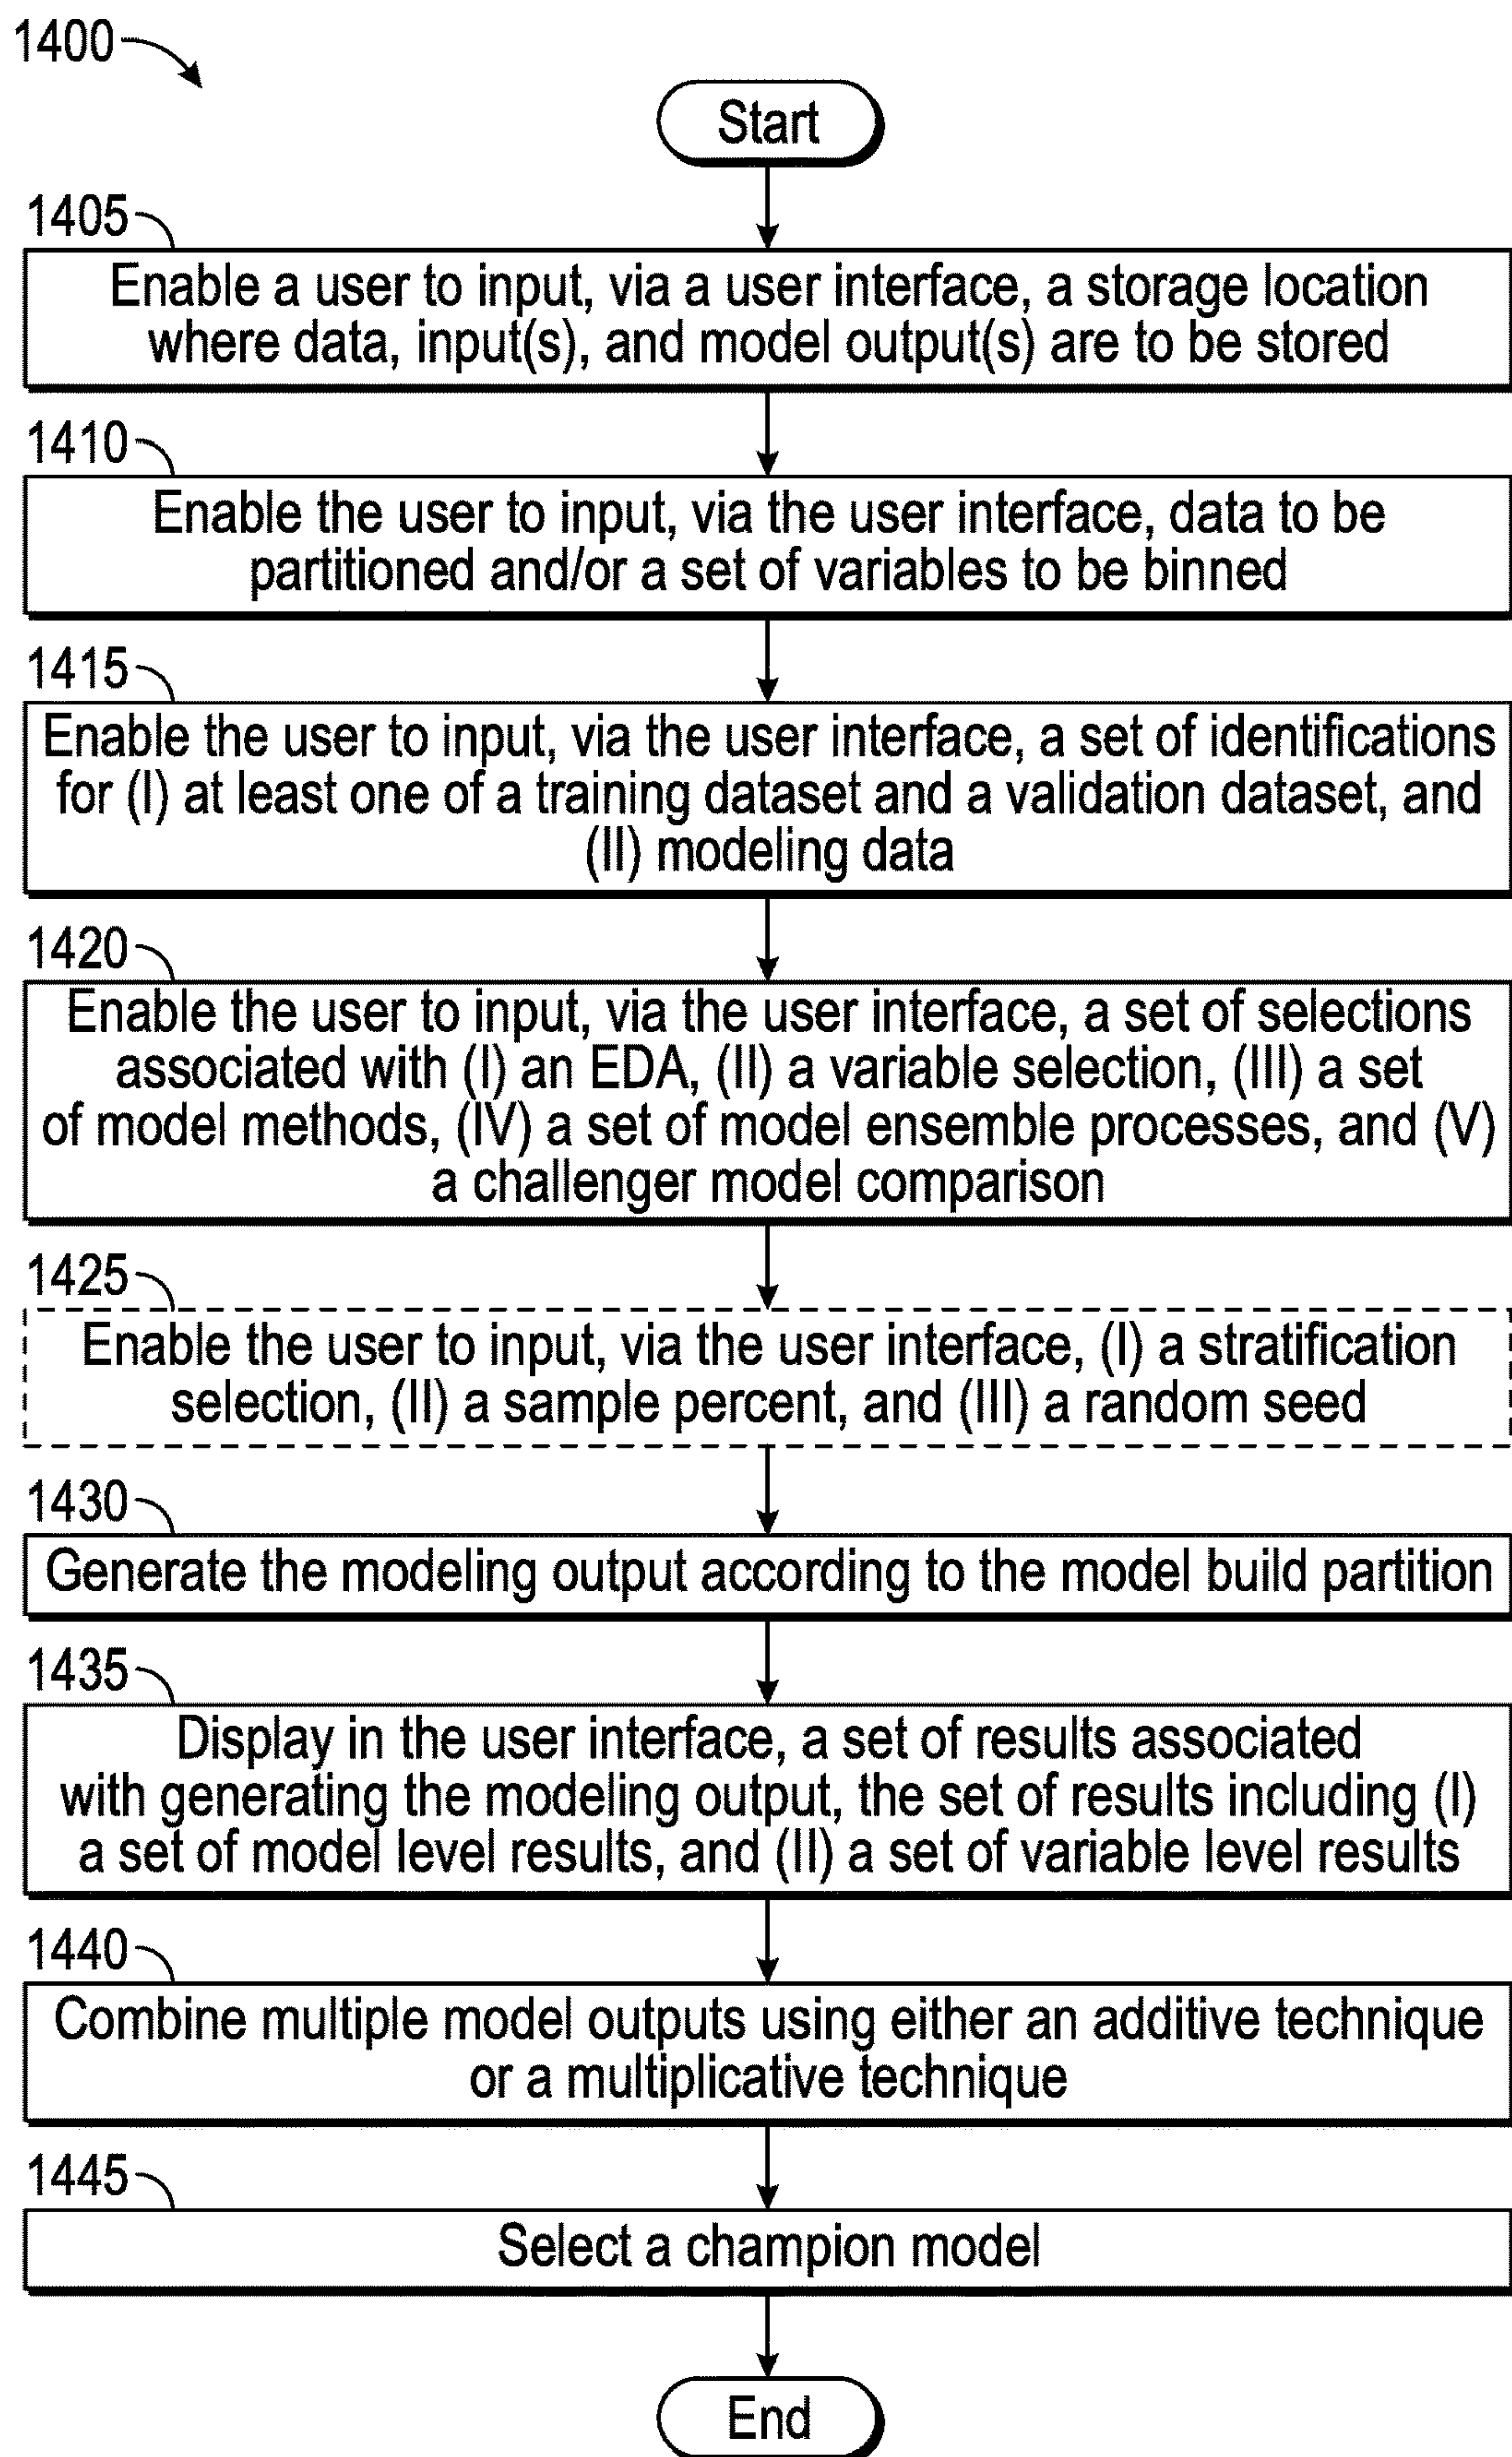 1400
Start
1405
Enable a user to input, via a user interface, a storage location
where data, input(s), and model output(s) are to be stored
1410
Enable the user to input, via the user interface, data to be
partitioned and/or a set of variables to be binned
1415
Enable the user to input, via the user interface, a set of identifications
for (I) at least one of a training dataset and a validation dataset, and
(II) modeling data
1420
Enable the user to input, via the user interface, a set of selections
associated with (I) an EDA, (II) a variable selection, (III) a set
of model methods, (IV) a set of model ensemble processes, and (V)
a challenger model comparison
1425
Enable the user to input, via the user interface, (I) a stratification
selection, (II) a sample percent, and (III) a random seed
1430
Generate the modeling output according to the model build partition
1435
Display in the user interface, a set of results associated
with generating the modeling output, the set of results including (I)
a set of model level results, and (II) a set of variable level results
1440
Combine multiple model outputs using either an additive technique
or a multiplicative technique
1445
Select a champion model
End